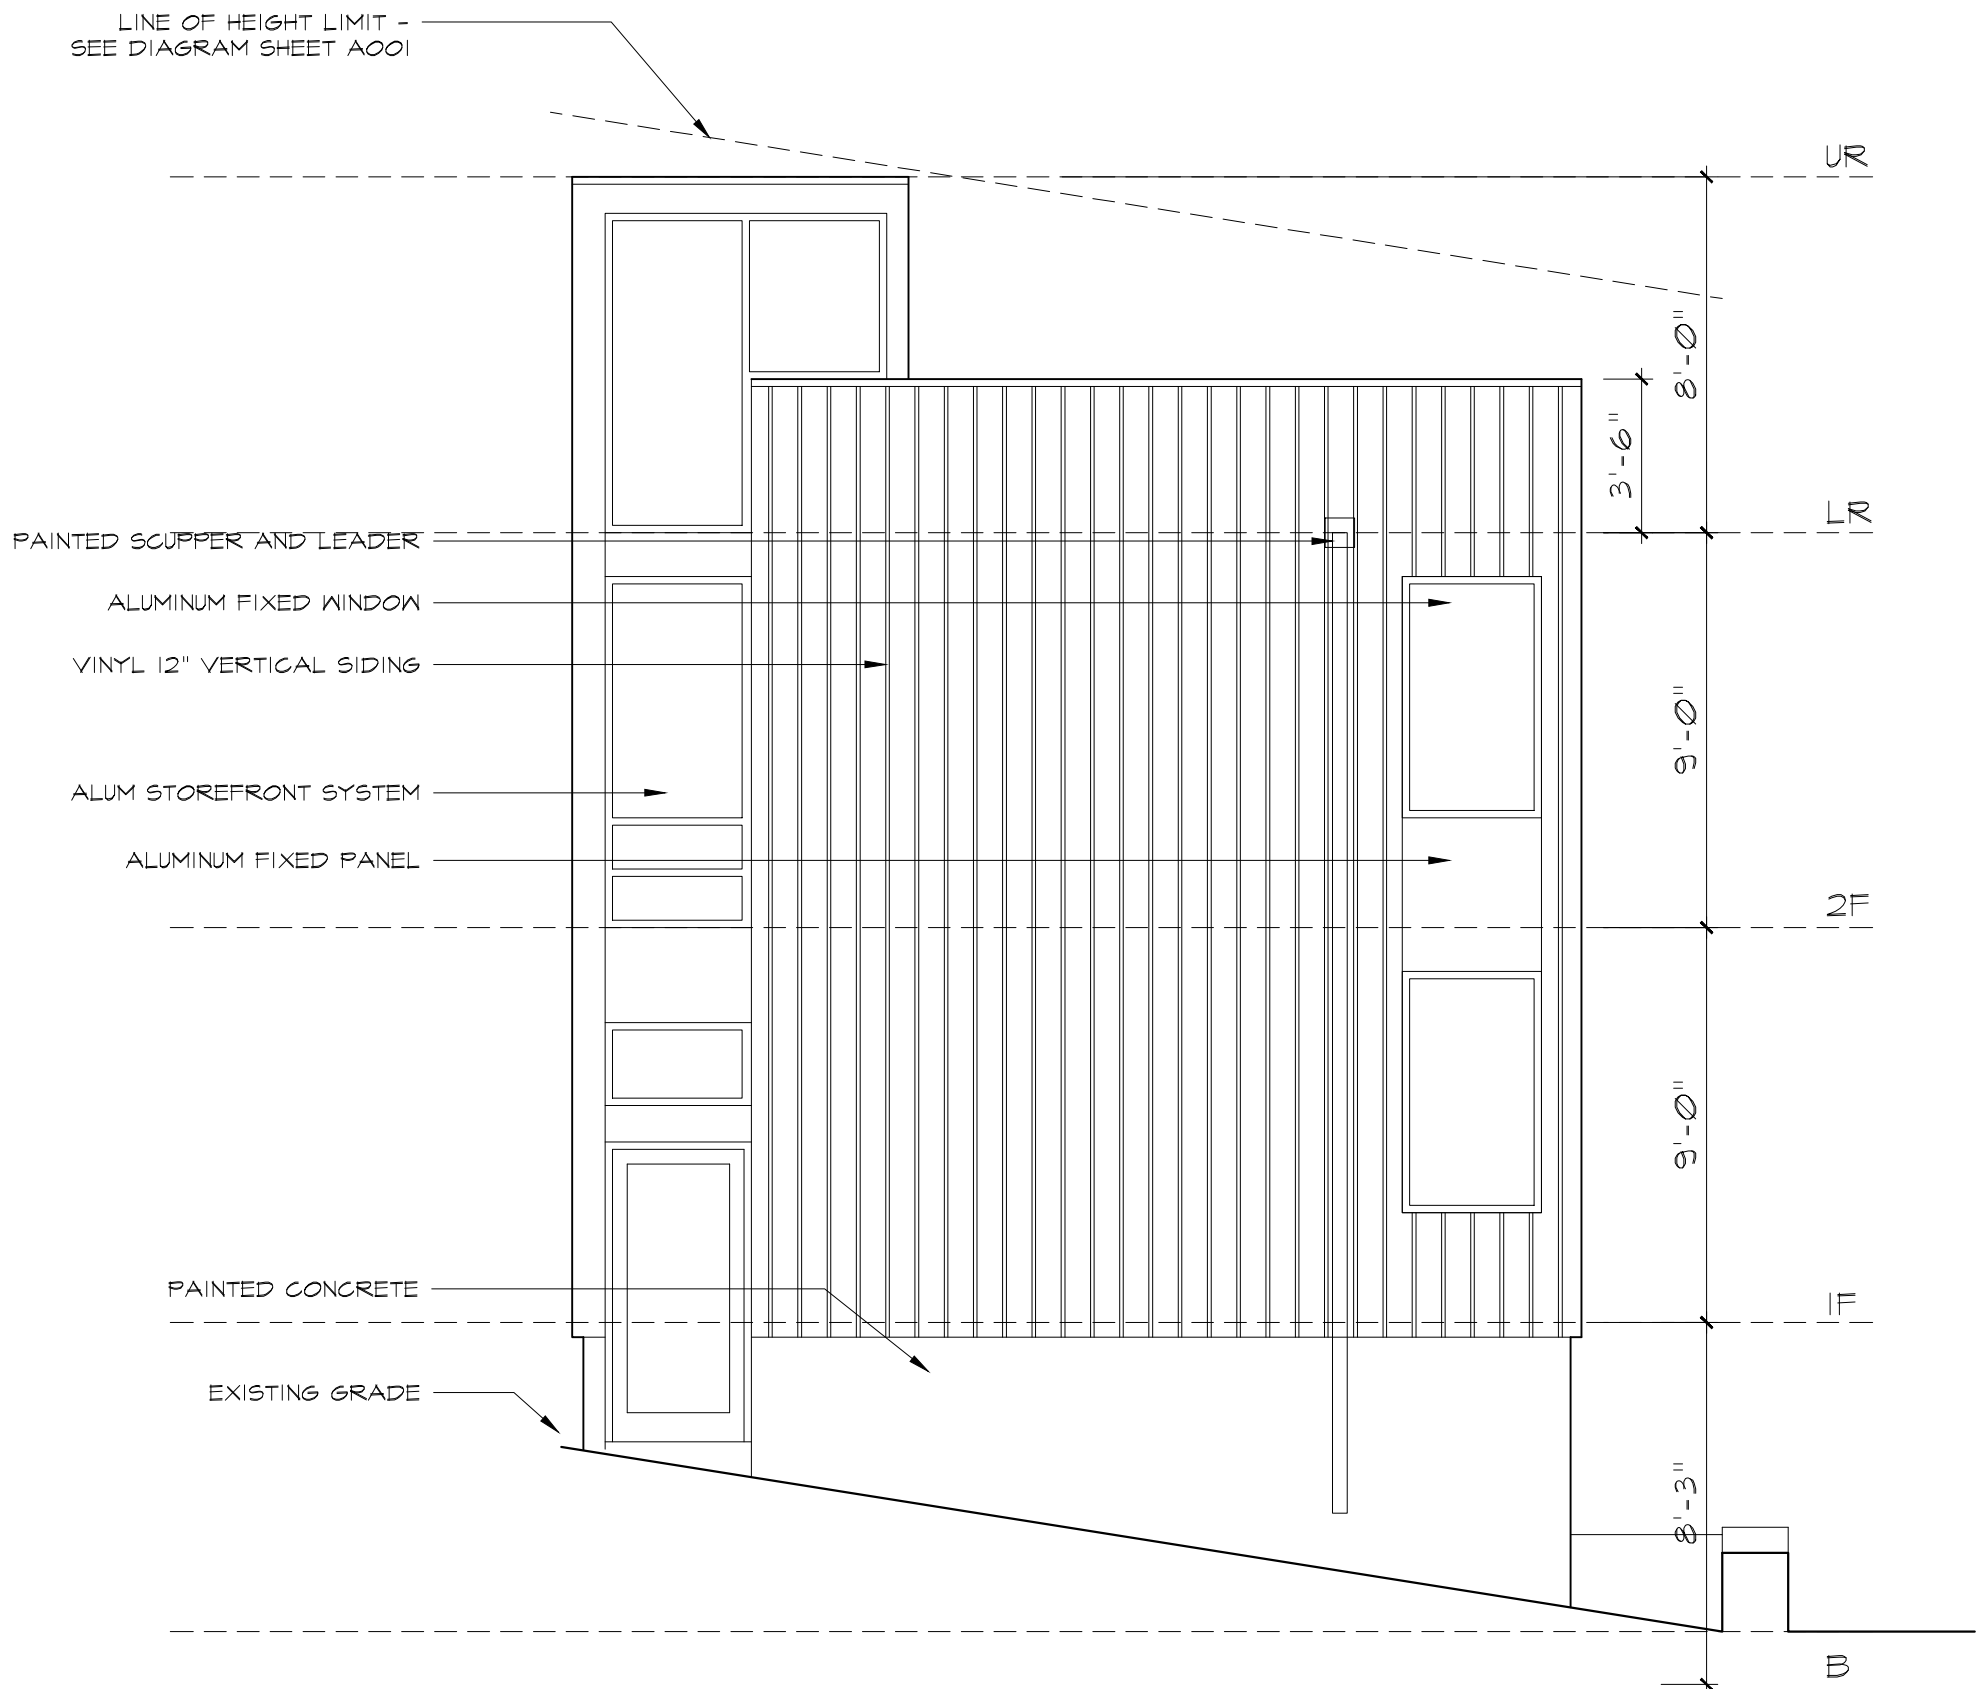 LINE OF HEIGHT LIMIT -
SEE DIAGRAM SHEET A001
UR
8'-0"
3'-6"
LR
PAINTED SCUPPER AND LEADER
ALUMINUM FIXED WINDOW
VINYL 12" VERTICAL SIDING
9'-0"
ALUM STOREFRONT SYSTEM
ALUMINUM FIXED PANEL
2F
9'-0"
PAINTED CONCRETE
1F
EXISTING GRADE
8'-3"
B